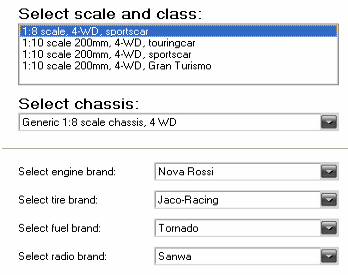 Select scale and class:
1:8 scale, 4-WD, sportscar
1:10 scale 200mm, 4-WD, touringcar
1:10 scale 200mm, 4-WD, sportscar
1:10 scale 200mm, 4-WD, Gran Turismo
Select chassis:
Generic 1:8 scale chassis, 4 WD
Select engine brand: Nova Rossi
Select tire brand: Jaco-Racing
Select fuel brand: Tornado
Select radio brand: Sanwa